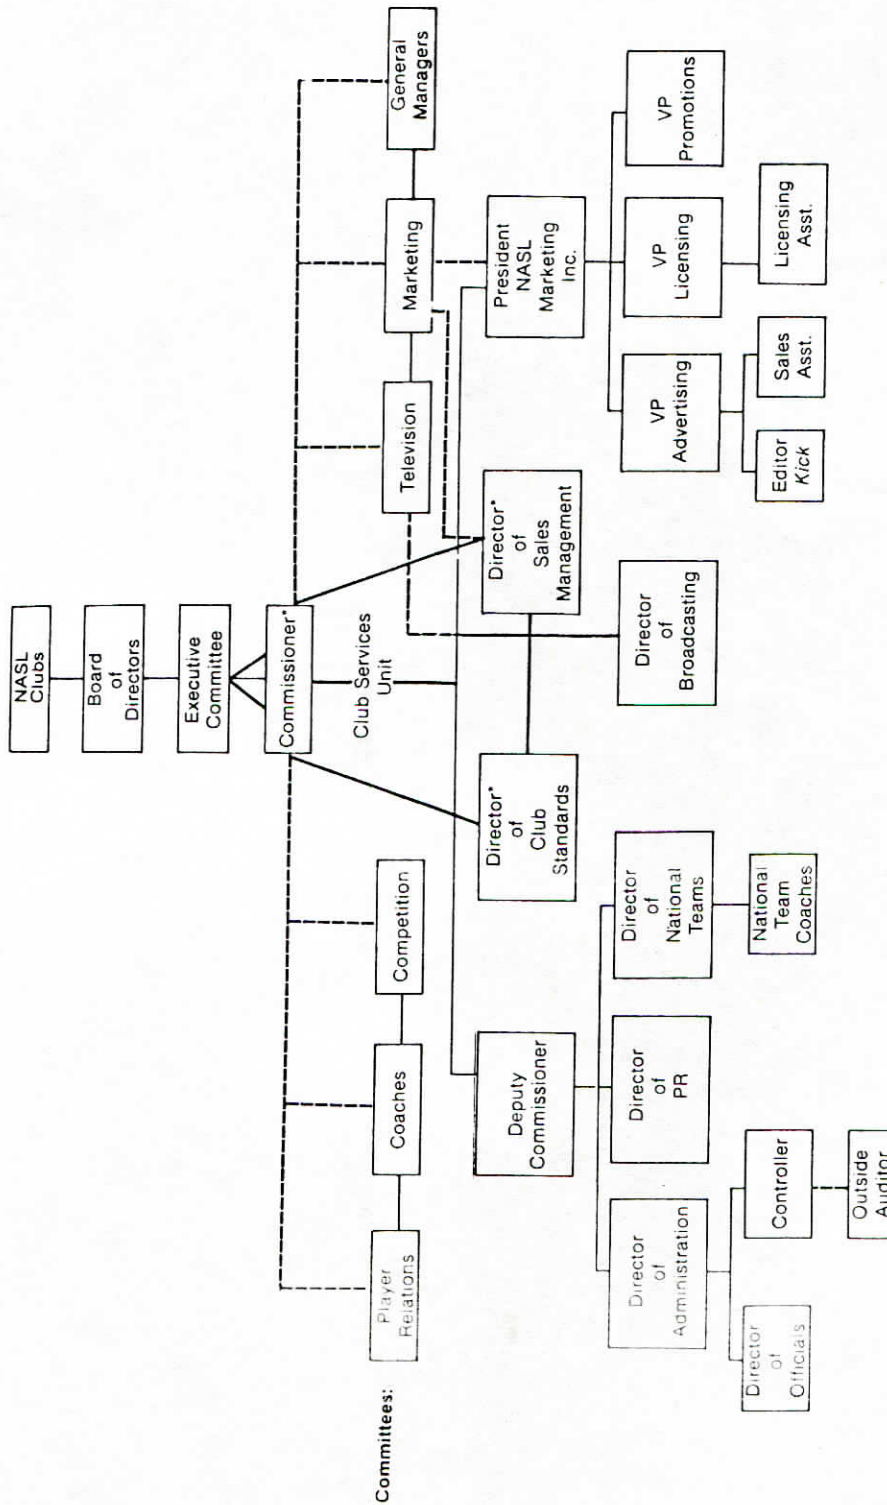 NASL
Clubs
Board
of
Directors
Executive
Committee
Commissioner*
Club Services
Unit
Committees:
Player
Relations
Coaches
Competition
Television
Marketing
General
Managers
Deputy
Commissioner
Director*
of
Club
Standards
Director*
of
Sales
Management
President
NASL
Marketing
Inc.
Director
of
Administration
Director
of
PR
Director
of
National
Teams
Director
of
Broadcasting
VP
Advertising
VP
Licensing
VP
Promotions
Director
of
Officials
Controller
National
Team
Coaches
Editor
Kick
Sales
Asst.
Licensing
Asst.
Outside
Auditor